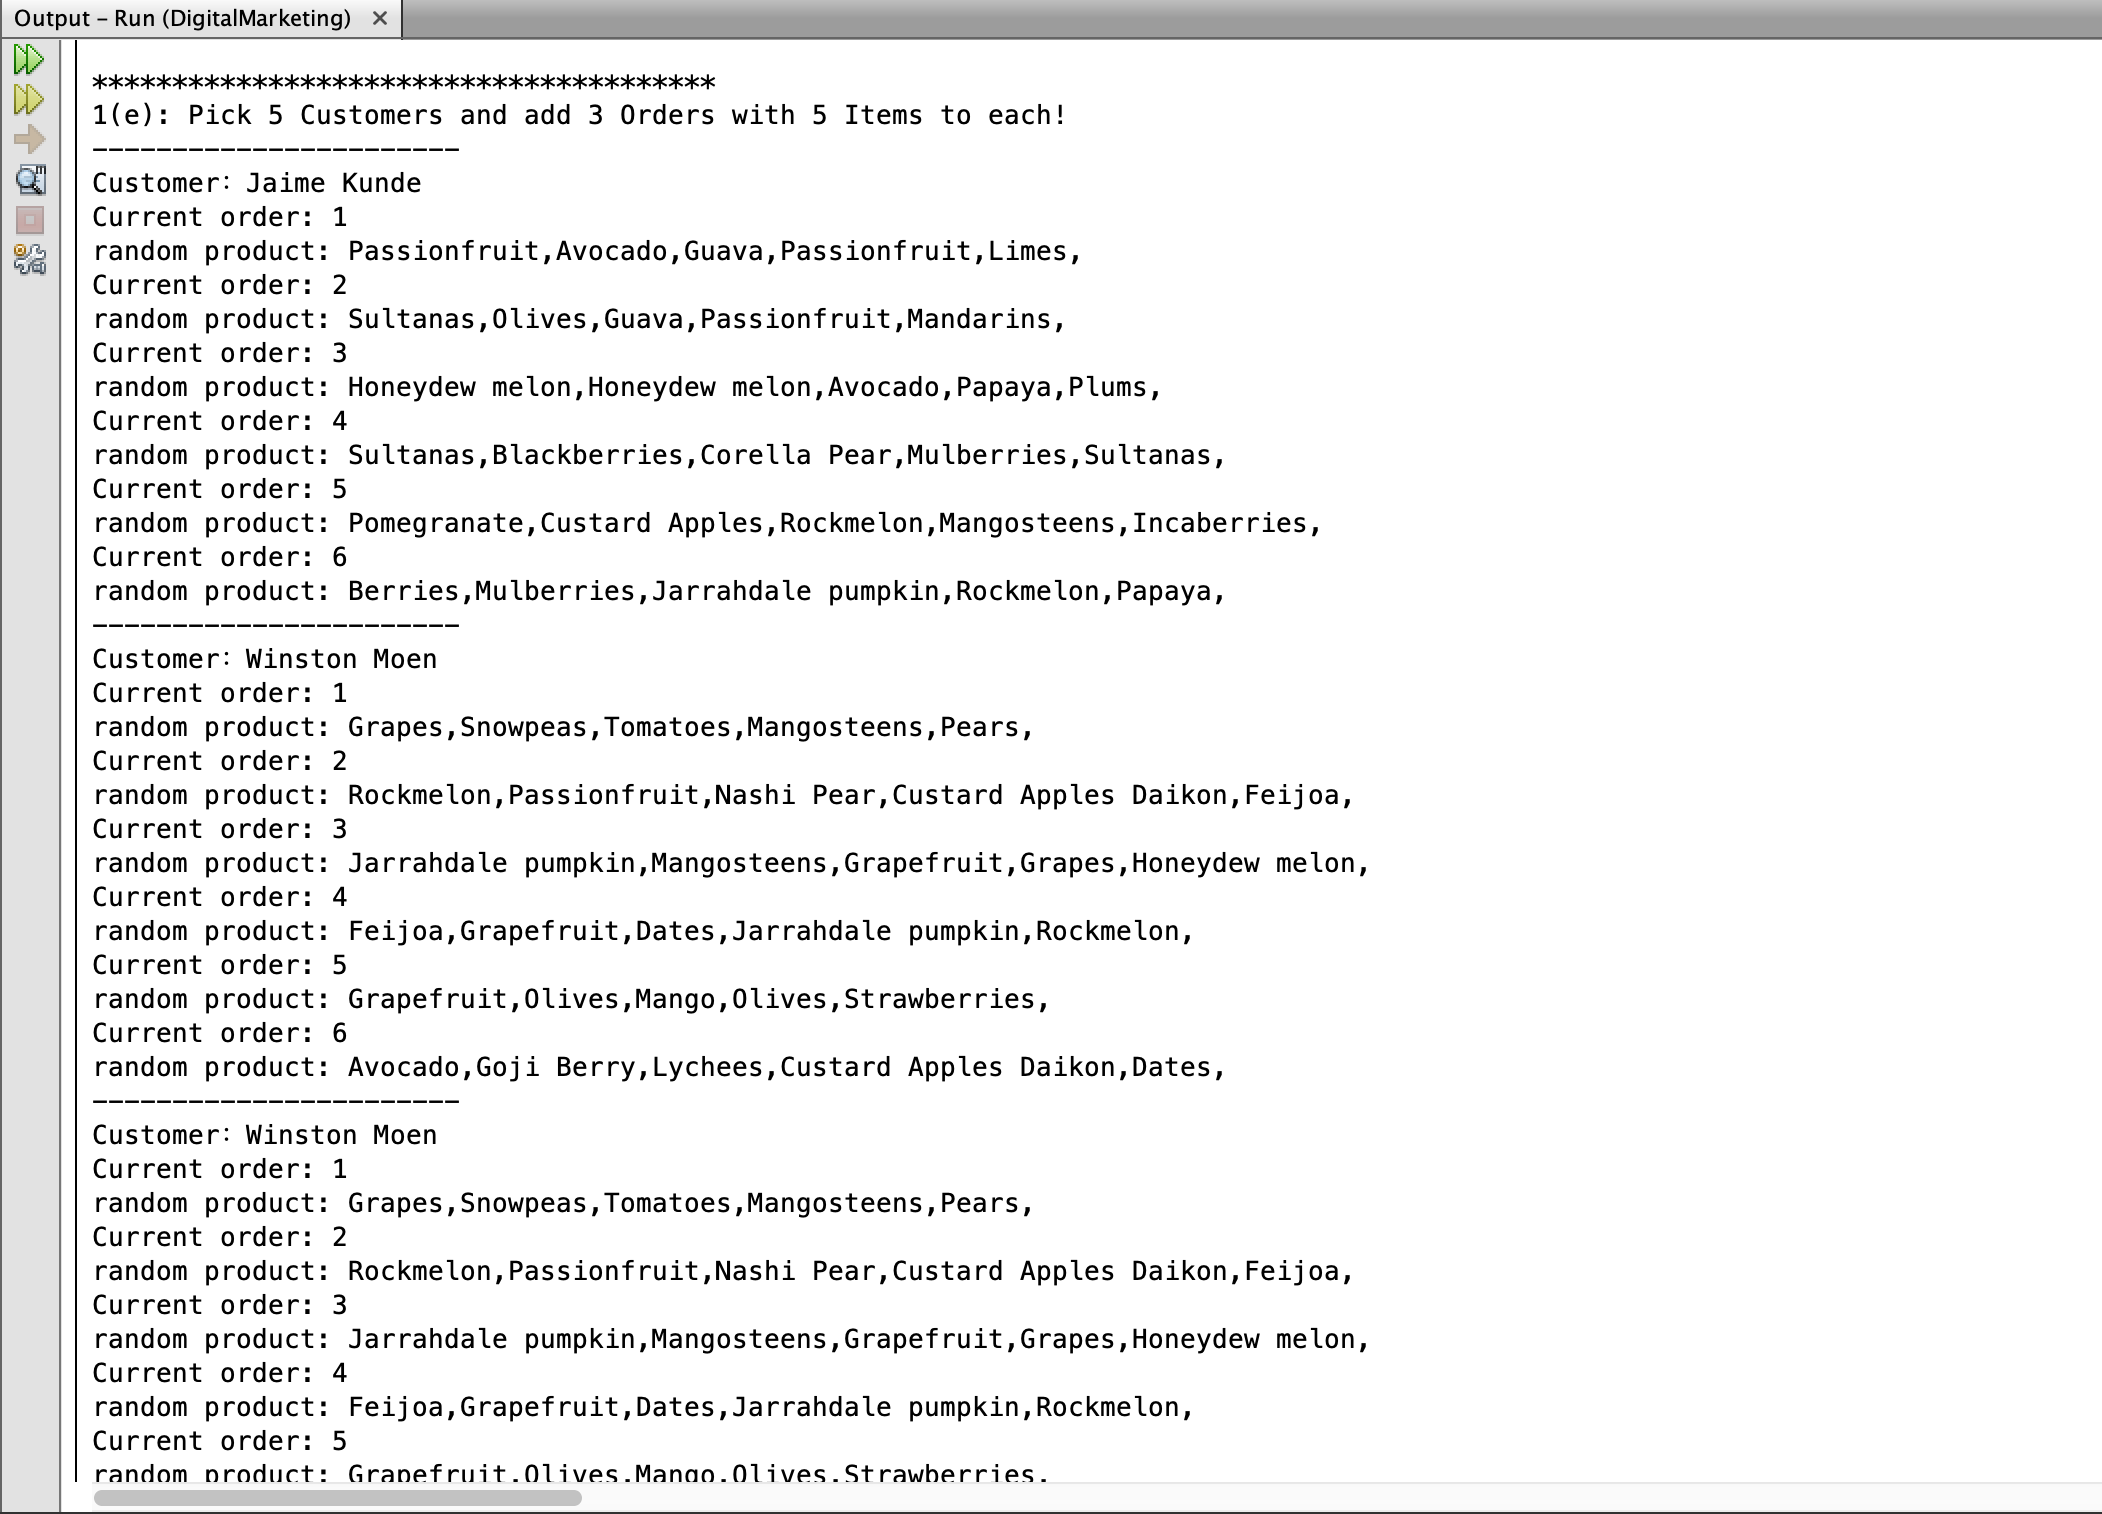 Output – Run (DigitalMarketing) ×
***************************************
1(e): Pick 5 Customers and add 3 Orders with 5 Items to each!
-----------------------
Customer: Jaime Kunde
Current order: 1
random product: Passionfruit,Avocado,Guava,Passionfruit,Limes,
Current order: 2
random product: Sultanas,Olives,Guava,Passionfruit,Mandarins,
Current order: 3
random product: Honeydew melon,Honeydew melon,Avocado,Papaya,Plums,
Current order: 4
random product: Sultanas,Blackberries,Corella Pear,Mulberries,Sultanas,
Current order: 5
random product: Pomegranate,Custard Apples,Rockmelon,Mangosteens,Incaberries,
Current order: 6
random product: Berries,Mulberries,Jarrahdale pumpkin,Rockmelon,Papaya,
-----------------------
Customer: Winston Moen
Current order: 1
random product: Grapes,Snowpeas,Tomatoes,Mangosteens,Pears,
Current order: 2
random product: Rockmelon,Passionfruit,Nashi Pear,Custard Apples Daikon,Feijoa,
Current order: 3
random product: Jarrahdale pumpkin,Mangosteens,Grapefruit,Grapes,Honeydew melon,
Current order: 4
random product: Feijoa,Grapefruit,Dates,Jarrahdale pumpkin,Rockmelon,
Current order: 5
random product: Grapefruit,Olives,Mango,Olives,Strawberries,
Current order: 6
random product: Avocado,Goji Berry,Lychees,Custard Apples Daikon,Dates,
-----------------------
Customer: Winston Moen
Current order: 1
random product: Grapes,Snowpeas,Tomatoes,Mangosteens,Pears,
Current order: 2
random product: Rockmelon,Passionfruit,Nashi Pear,Custard Apples Daikon,Feijoa,
Current order: 3
random product: Jarrahdale pumpkin,Mangosteens,Grapefruit,Grapes,Honeydew melon,
Current order: 4
random product: Feijoa,Grapefruit,Dates,Jarrahdale pumpkin,Rockmelon,
Current order: 5
random product: Grapefruit,Olives,Mango,Olives,Strawberries,